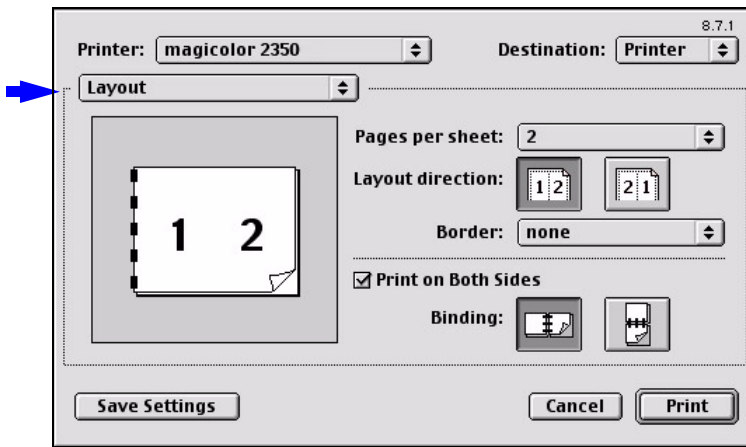 8.7.1
Printer: magicolor 2350 Destination: Printer
Layout
Pages per sheet: 2
Layout direction: 1 2 2 1
1 2
Border: none
Print on Both Sides
Binding:
Save Settings Cancel Print